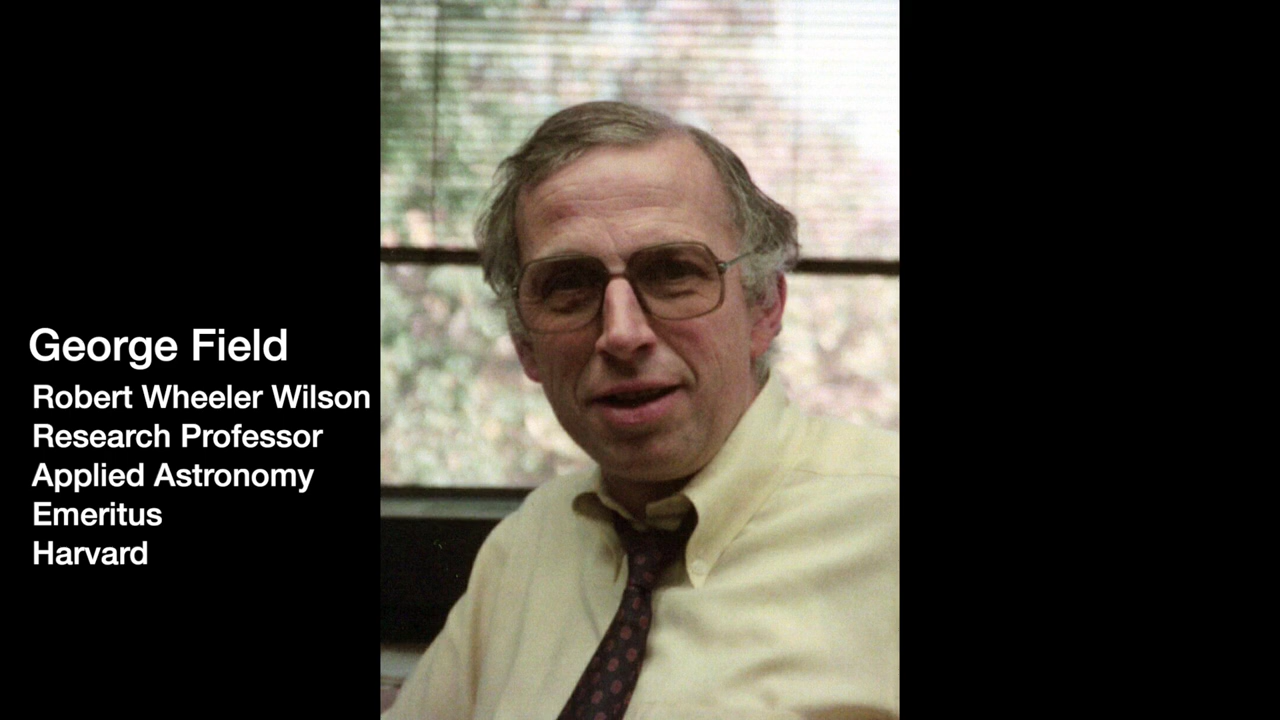 George Field
Robert Wheeler Wilson
Research Professor
Applied Astronomy
Emeritus
Harvard